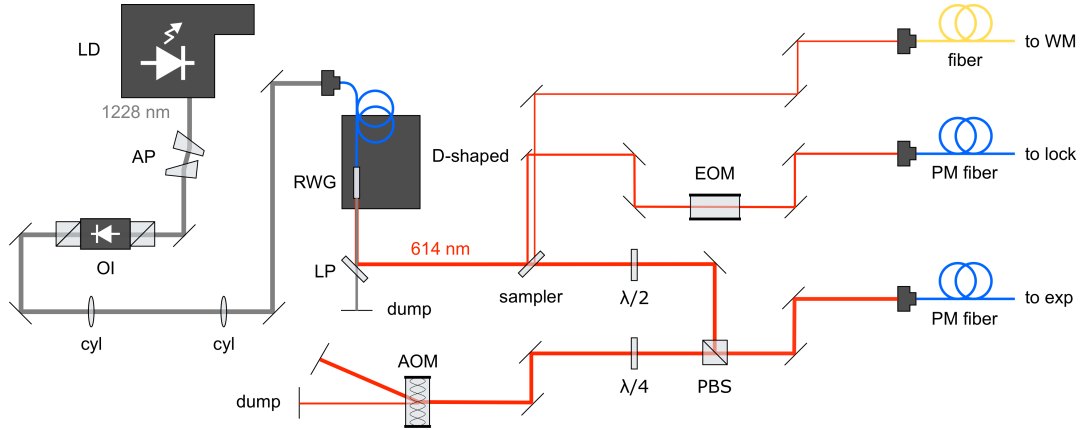 LD
1228 nm
AP
OI
cyl
cyl
RWG
D-shaped
LP
614 nm
dump
sampler
EOM
λ/2
λ/4
PBS
AOM
dump
fiber
to WM
PM fiber
to lock
PM fiber
to exp